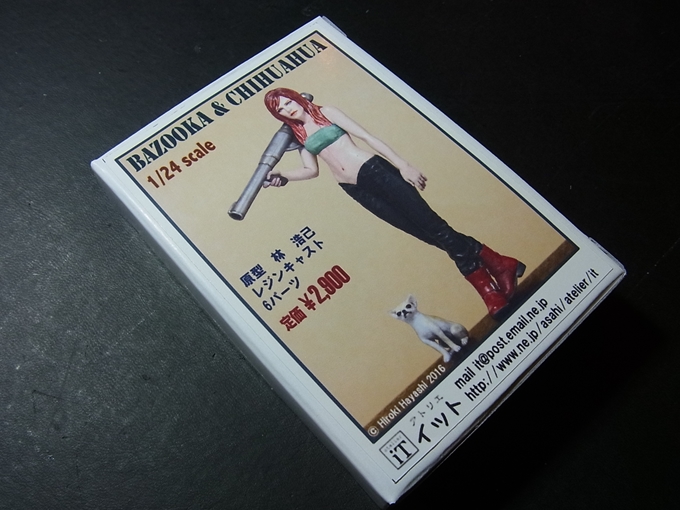 BAZOOKA & CHIHUAHUA
1/24 scale
原型 林 浩己
レジンキャスト
6パーツ
定価 ¥2,900
© Hiroki Hayashi 2016
iT
アトリエ
イット
mail it@post.email.ne.jp
http://www.ne.jp/asahi/atelier/it